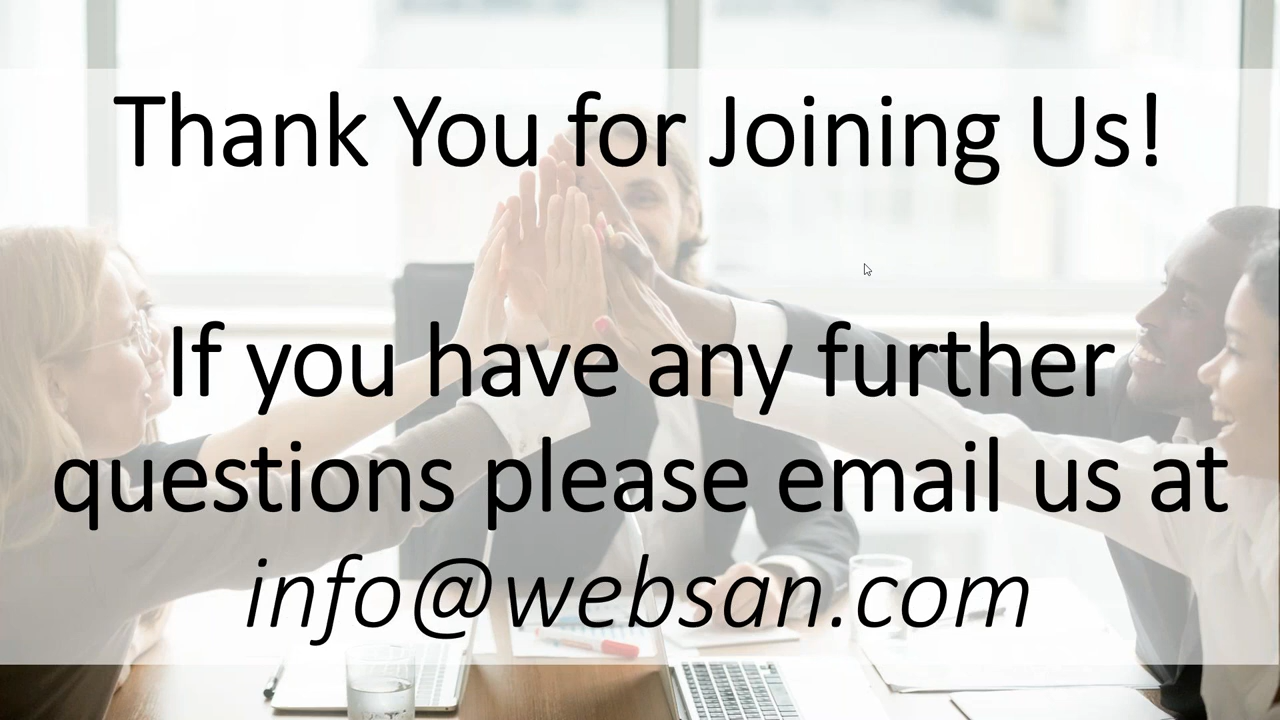 Thank You for Joining Us!
If you have any further
questions please email us at
info@websan.com